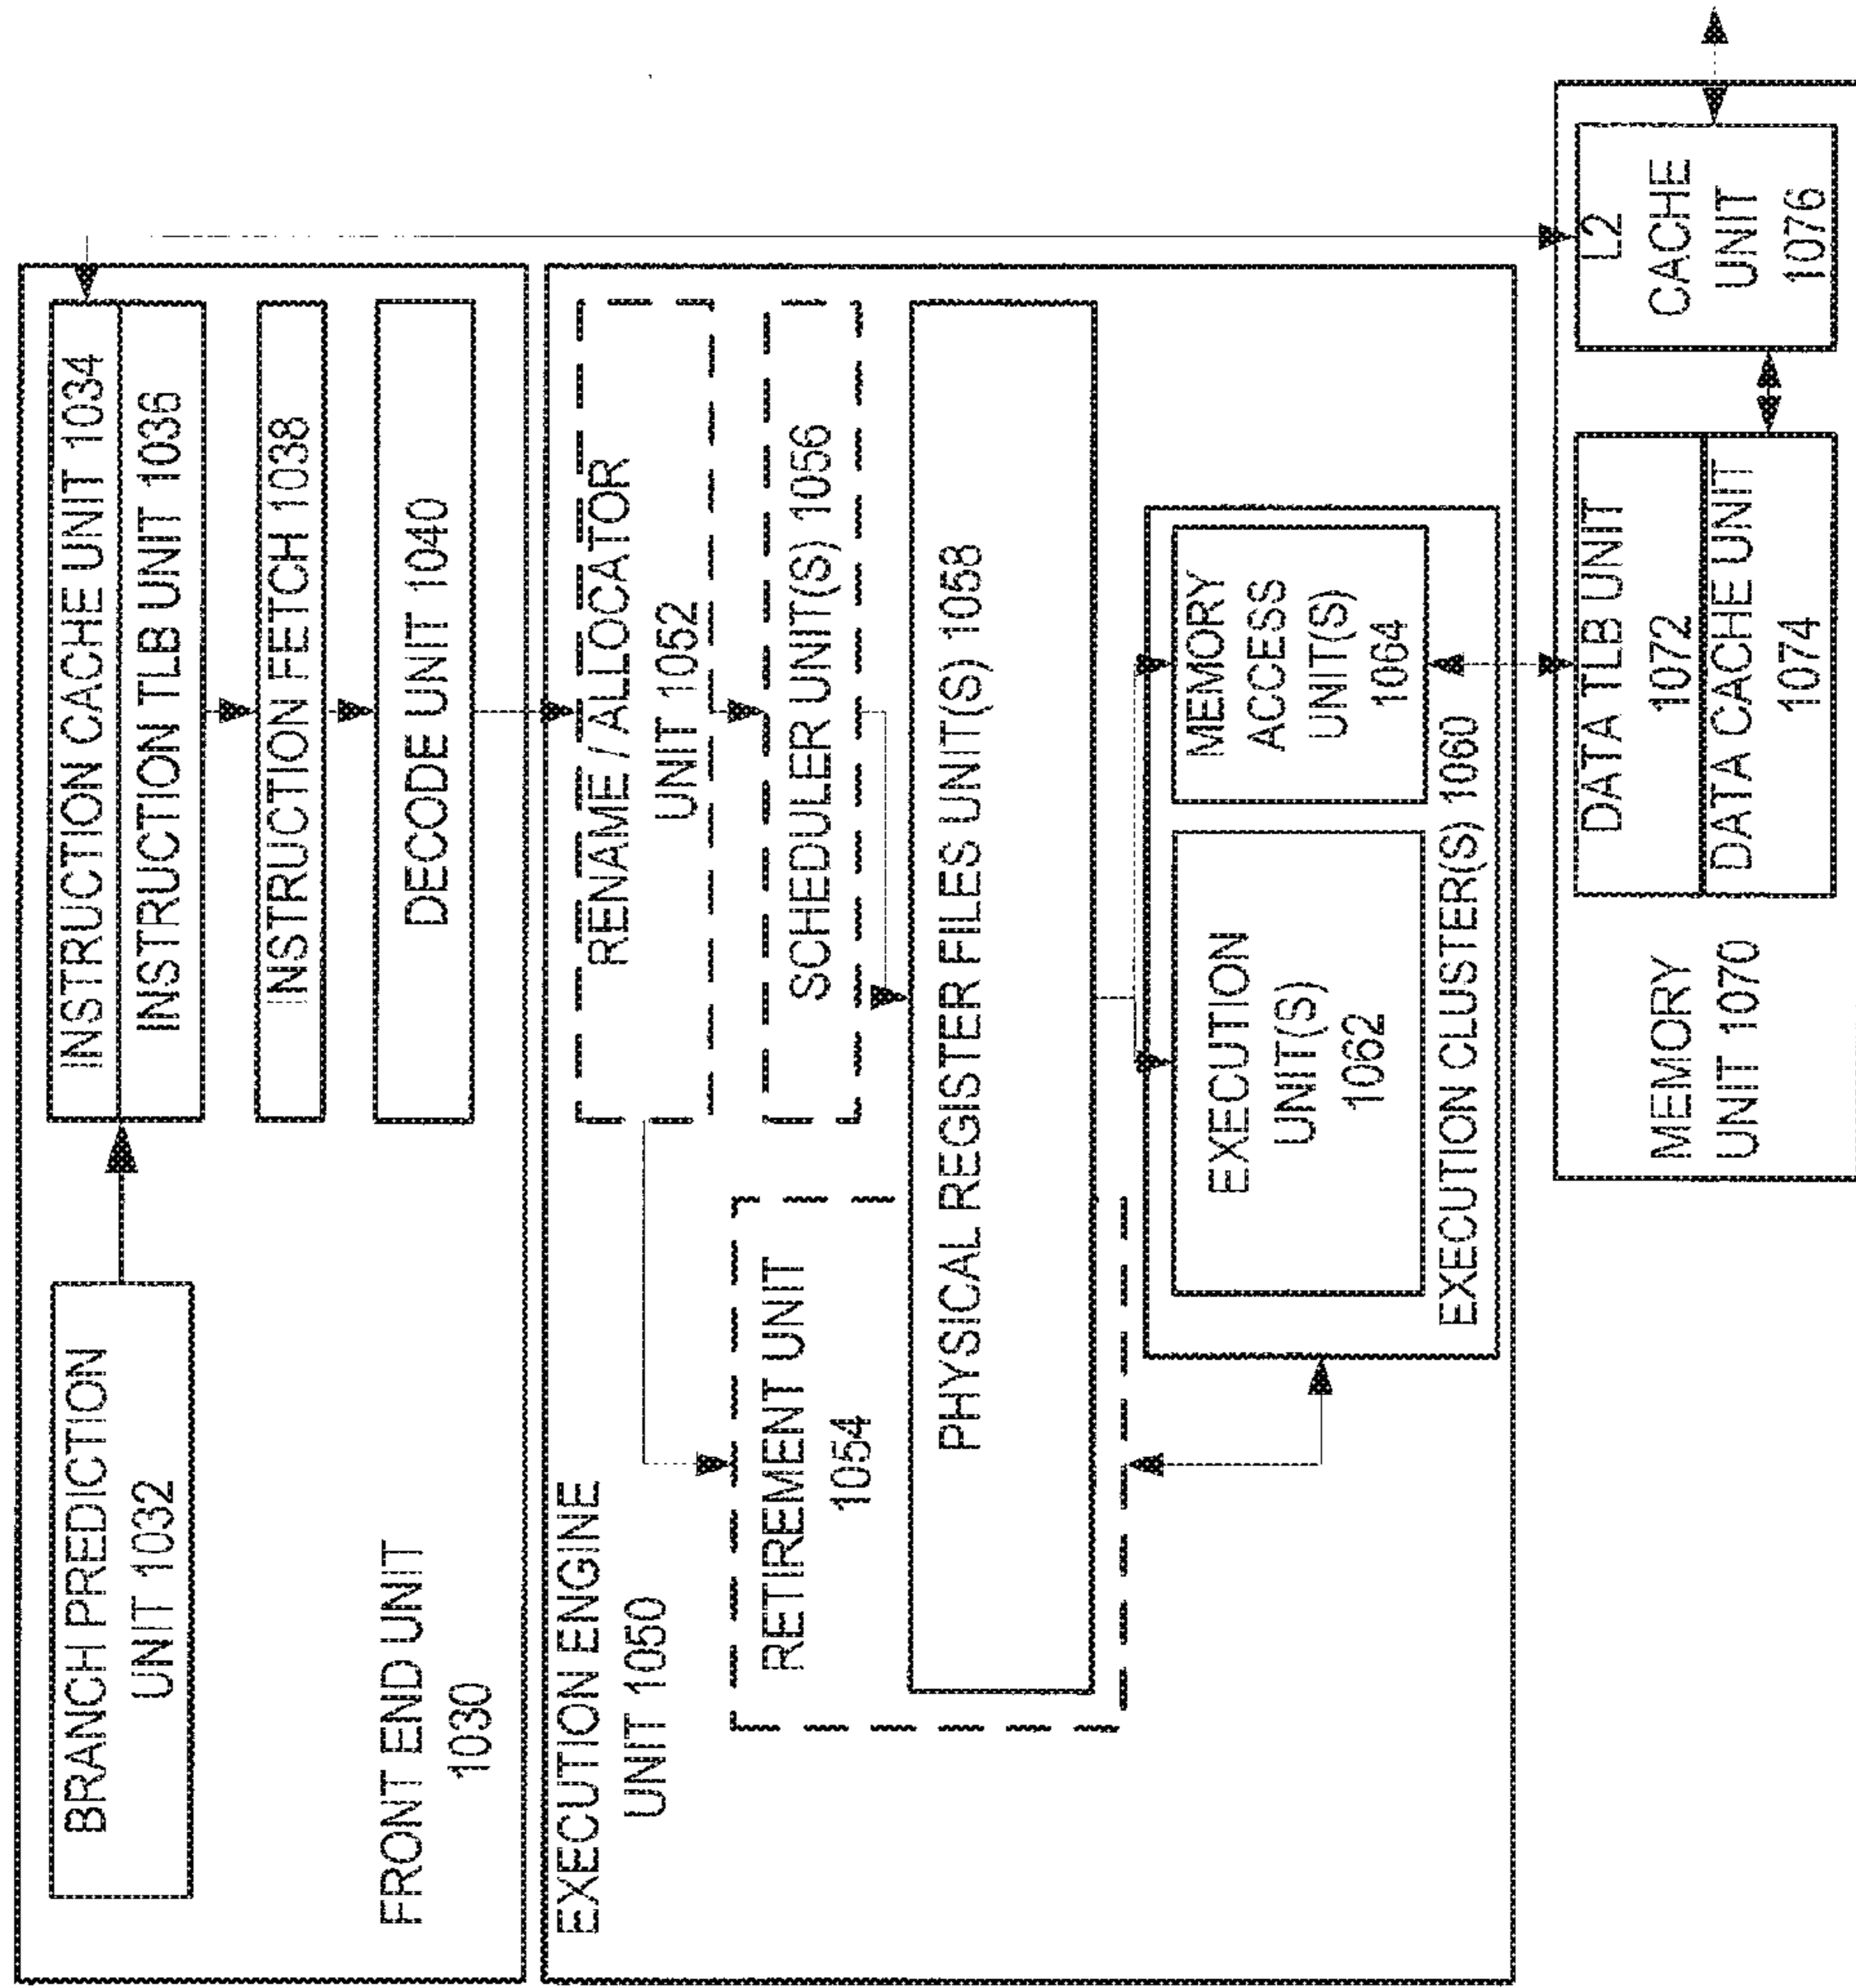 BRANCH PREDICTION
UNIT 1032
INSTRUCTION CACHE UNIT 1034
INSTRUCTION TLB UNIT 1036
INSTRUCTION FETCH 1038
DECODE UNIT 1040
FRONT END UNIT
1030
EXECUTION ENGINE
UNIT 1050
RENAME / ALLOCATOR
UNIT 1052
SCHEDULER UNIT(S) 1056
RETIREMENT UNIT
1054
PHYSICAL REGISTER FILES UNIT(S) 1058
EXECUTION
UNIT(S)
1062
MEMORY
ACCESS
UNIT(S)
1064
EXECUTION CLUSTER(S) 1060
MEMORY
UNIT 1070
DATA TLB UNIT
1072
DATA CACHE UNIT
1074
L2
CACHE
UNIT
1076